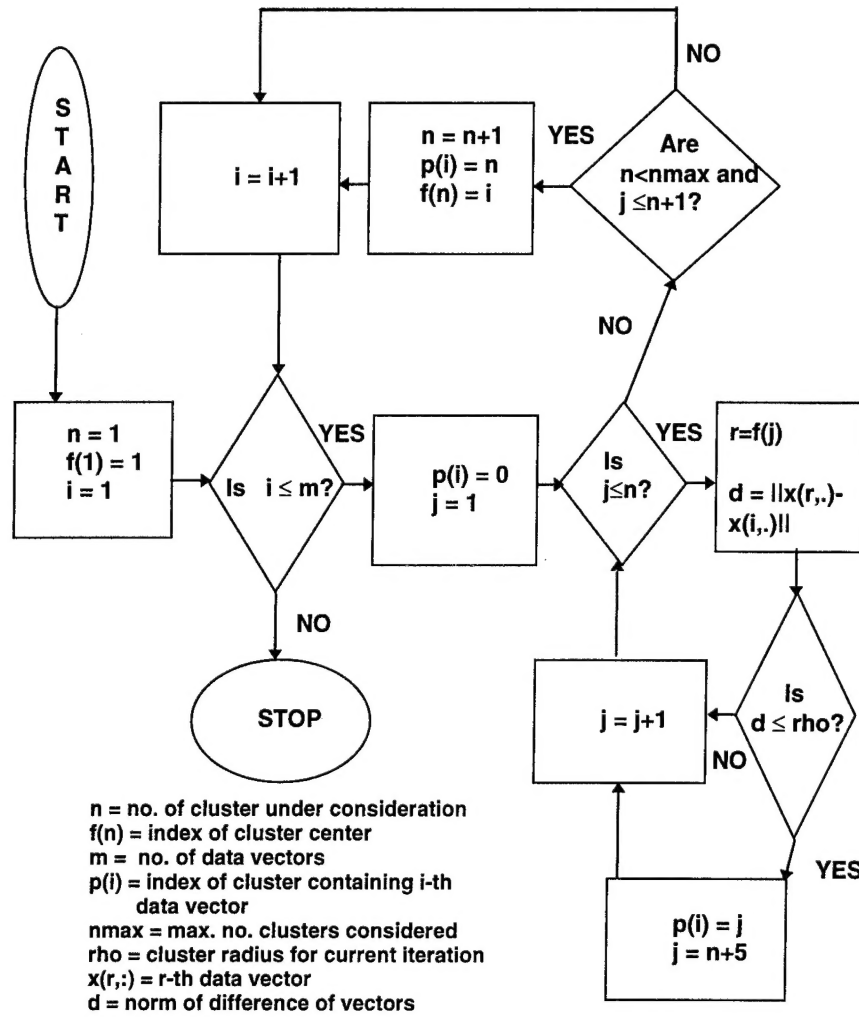 START
NO
i = i+1
n = n+1
p(i) = n
f(n) = i
YES
Are
n<nmax and
j ≤n+1?
NO
n = 1
f(1) = 1
i = 1
Is i ≤ m?
YES
p(i) = 0
j = 1
Is
j≤n?
YES
r=f(j)
d = ||x(r,.)-
x(i,.)||
NO
STOP
j = j+1
Is
d ≤ rho?
NO
YES
p(i) = j
j = n+5
n = no. of cluster under consideration
f(n) = index of cluster center
m = no. of data vectors
p(i) = index of cluster containing i-th
data vector
nmax = max. no. clusters considered
rho = cluster radius for current iteration
x(r,:) = r-th data vector
d = norm of difference of vectors